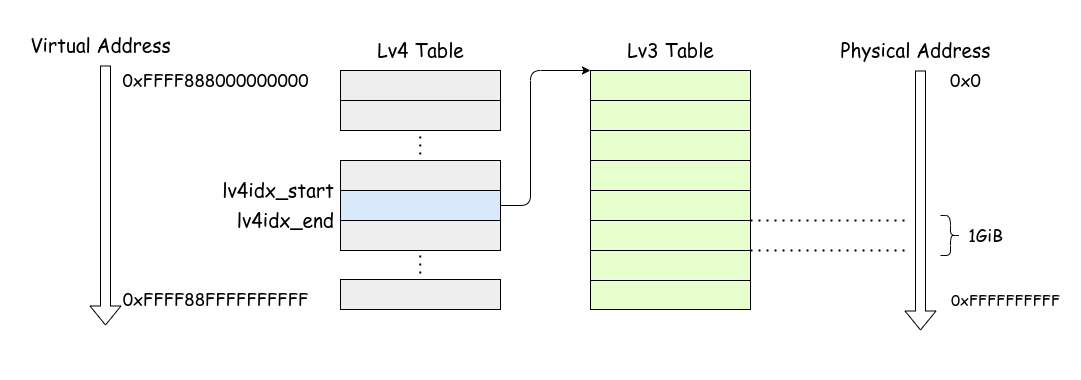 Virtual Address
Lv4 Table
Lv3 Table
Physical Address
0xFFFF888000000000
0x0
lv4idx_start
lv4idx_end
1GiB
0xFFFF88FFFFFFFFFF
0xFFFFFFFFFF